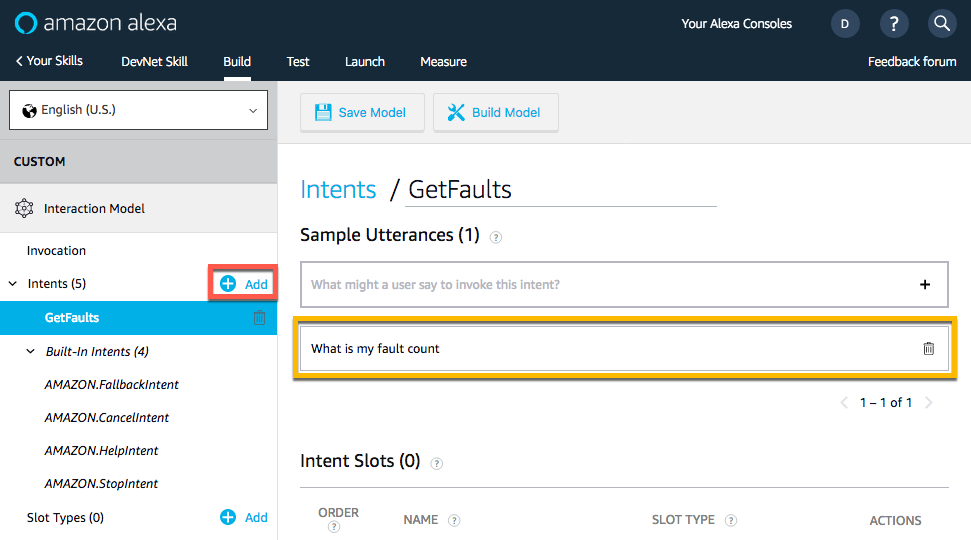 amazon alexa
Your Alexa Consoles
D
?
Your Skills
DevNet Skill
Build
Test
Launch
Measure
Feedback forum
English (U.S.)
Save Model
Build Model
CUSTOM
Interaction Model
Invocation
Intents (5)
Add
GetFaults
Built-In Intents (4)
AMAZON.FallbackIntent
AMAZON.CancelIntent
AMAZON.HelpIntent
AMAZON.StopIntent
Slot Types (0)
Add
Intents / GetFaults
Sample Utterances (1) ?
What might a user say to invoke this intent? +
What is my fault count
1 – 1 of 1
Intent Slots (0) ?
ORDER ?
NAME ?
SLOT TYPE ?
ACTIONS